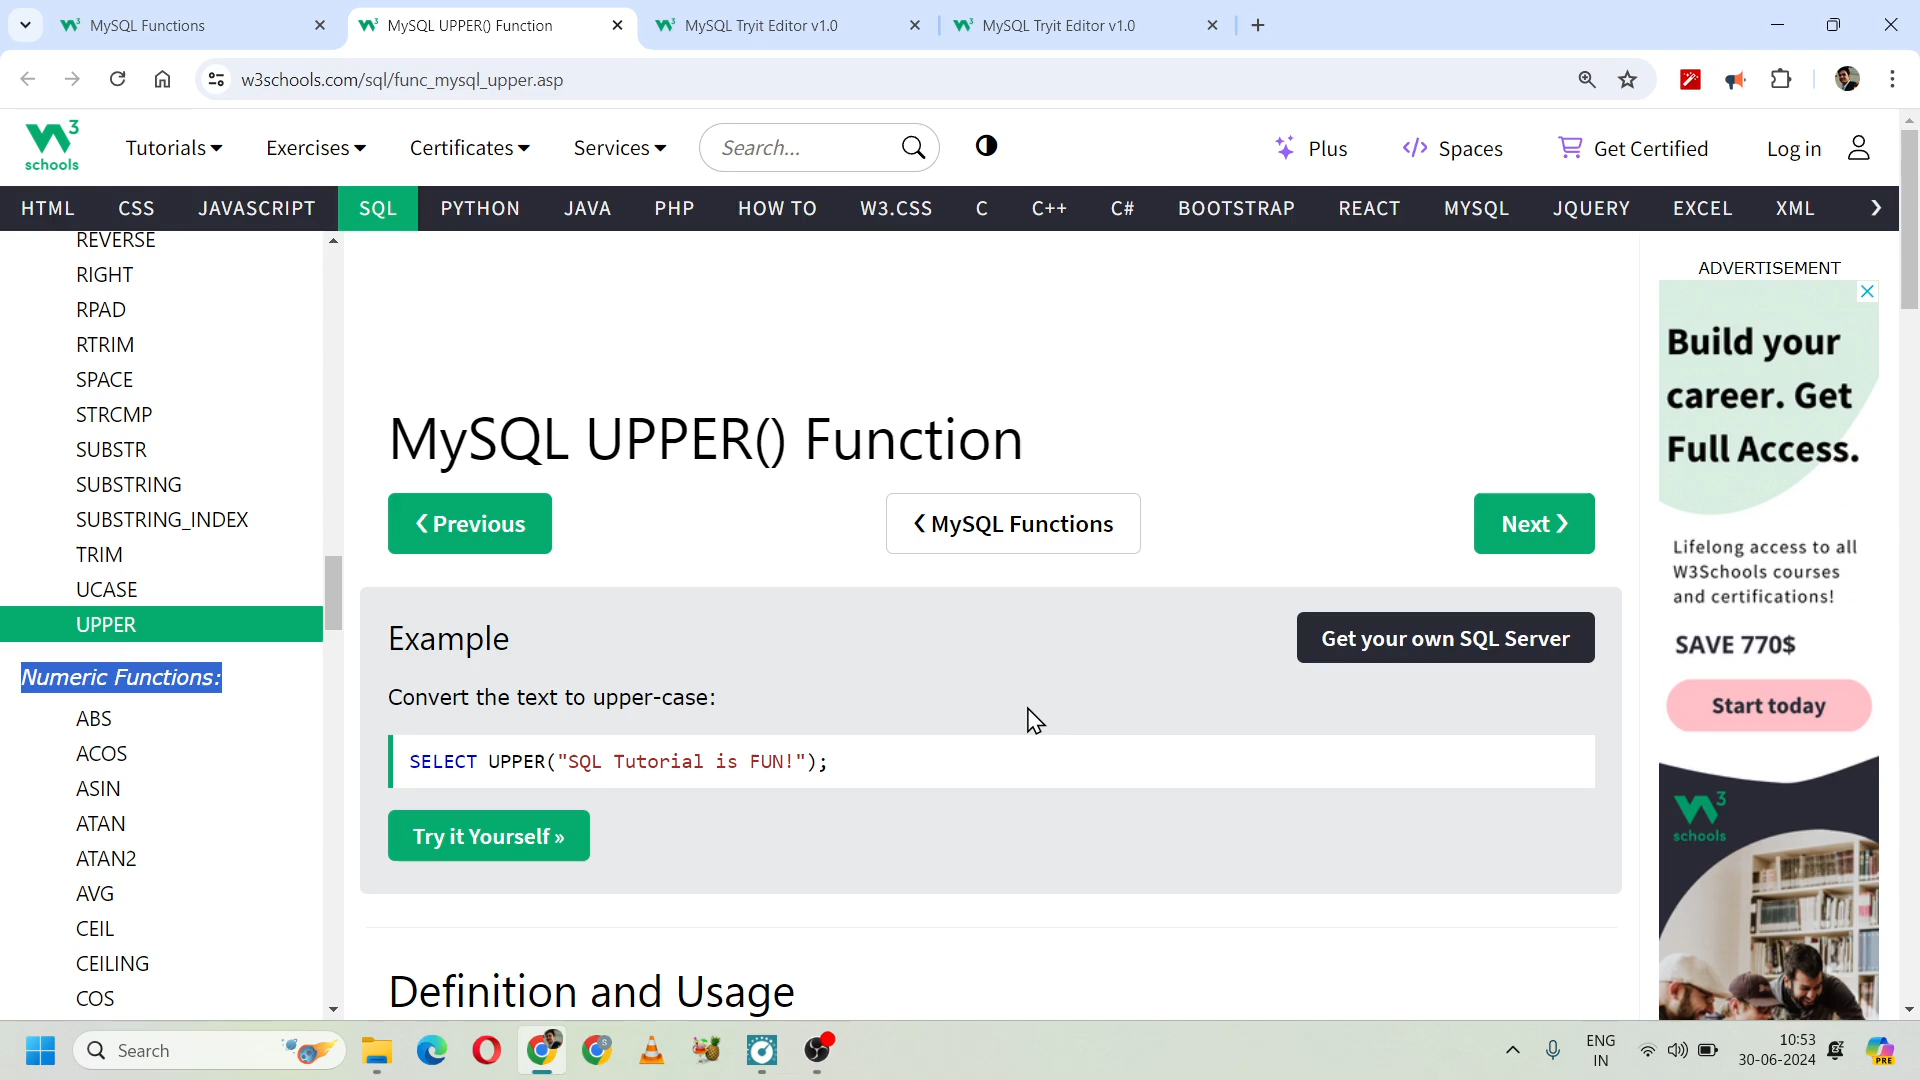 MySQL Functions
MySQL UPPER() Function
MySQL Tryit Editor v1.0
MySQL Tryit Editor v1.0
w3schools.com/sql/func_mysql_upper.asp
W3
schools
Tutorials
Exercises
Certificates
Services
Search...
Plus
Spaces
Get Certified
Log in
HTML
CSS
JAVASCRIPT
SQL
PYTHON
JAVA
PHP
HOW TO
W3.CSS
C
C++
C#
BOOTSTRAP
REACT
MYSQL
JQUERY
EXCEL
XML
REVERSE
RIGHT
RPAD
RTRIM
SPACE
STRCMP
SUBSTR
SUBSTRING
SUBSTRING_INDEX
TRIM
UCASE
UPPER
Numeric Functions:
ABS
ACOS
ASIN
ATAN
ATAN2
AVG
CEIL
CEILING
COS
MySQL UPPER() Function
❮ Previous
❮ MySQL Functions
Next ❯
Example
Get your own SQL Server
Convert the text to upper-case:
SELECT UPPER("SQL Tutorial is FUN!");
Try it Yourself »
Definition and Usage
ADVERTISEMENT
Build your
career. Get
Full Access.
Lifelong access to all
W3Schools courses
and certifications!
SAVE 770$
Start today
W3
schools
Search
ENG
IN
10:53
30-06-2024
PRE